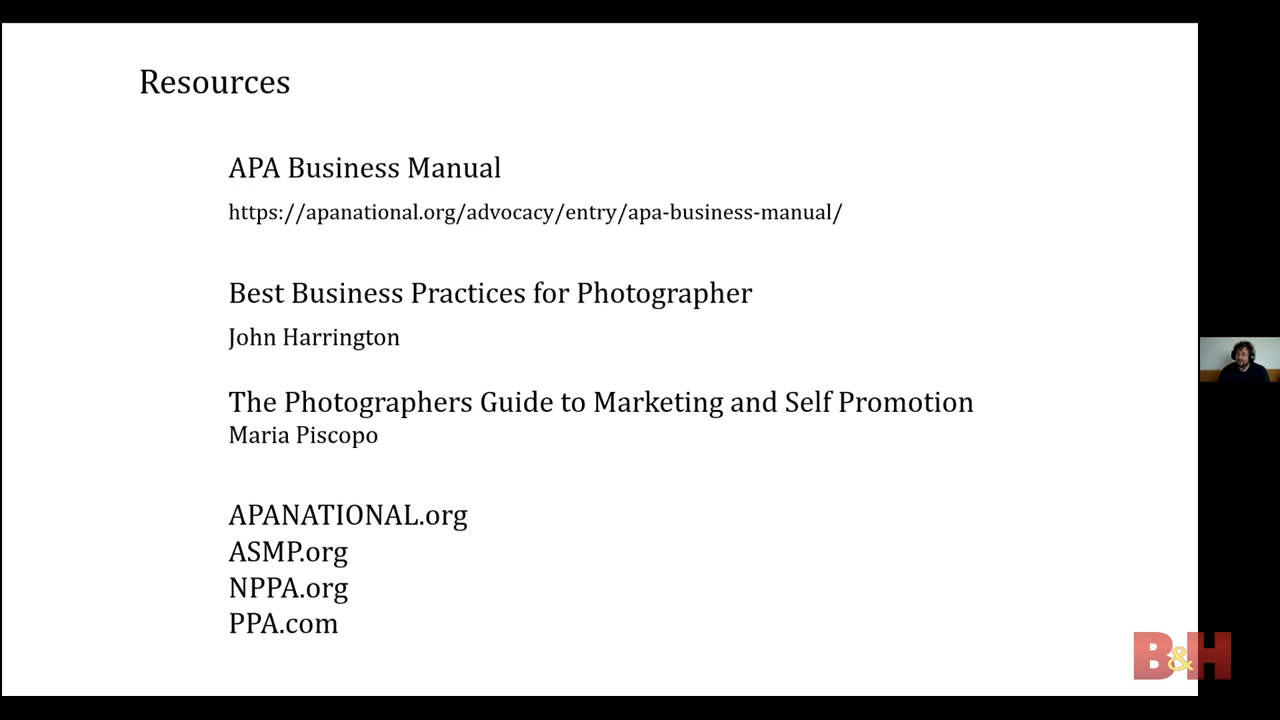 Resources
APA Business Manual
https://apanational.org/advocacy/entry/apa-business-manual/
Best Business Practices for Photographer
John Harrington
The Photographers Guide to Marketing and Self Promotion
Maria Piscopo
APANATIONAL.org
ASMP.org
NPPA.org
PPA.com
B&H